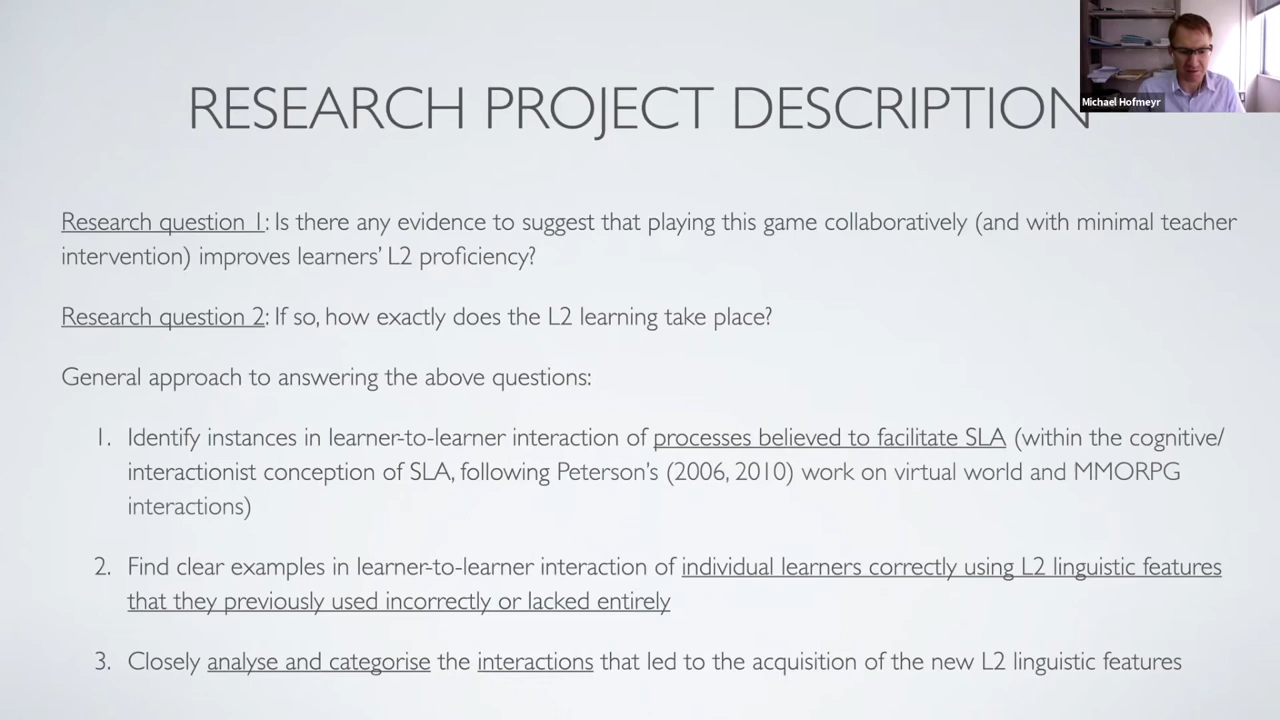 RESEARCH PROJECT DESCRIPTION
Michael Hofmeyr
Research question 1: Is there any evidence to suggest that playing this game collaboratively (and with minimal teacher
intervention) improves learners' L2 proficiency?
Research question 2: If so, how exactly does the L2 learning take place?
General approach to answering the above questions:
1. Identify instances in learner-to-learner interaction of processes believed to facilitate SLA (within the cognitive/
interactionist conception of SLA, following Peterson's (2006, 2010) work on virtual world and MMORPG
interactions)
2. Find clear examples in learner-to-learner interaction of individual learners correctly using L2 linguistic features
that they previously used incorrectly or lacked entirely
3. Closely analyse and categorise the interactions that led to the acquisition of the new L2 linguistic features